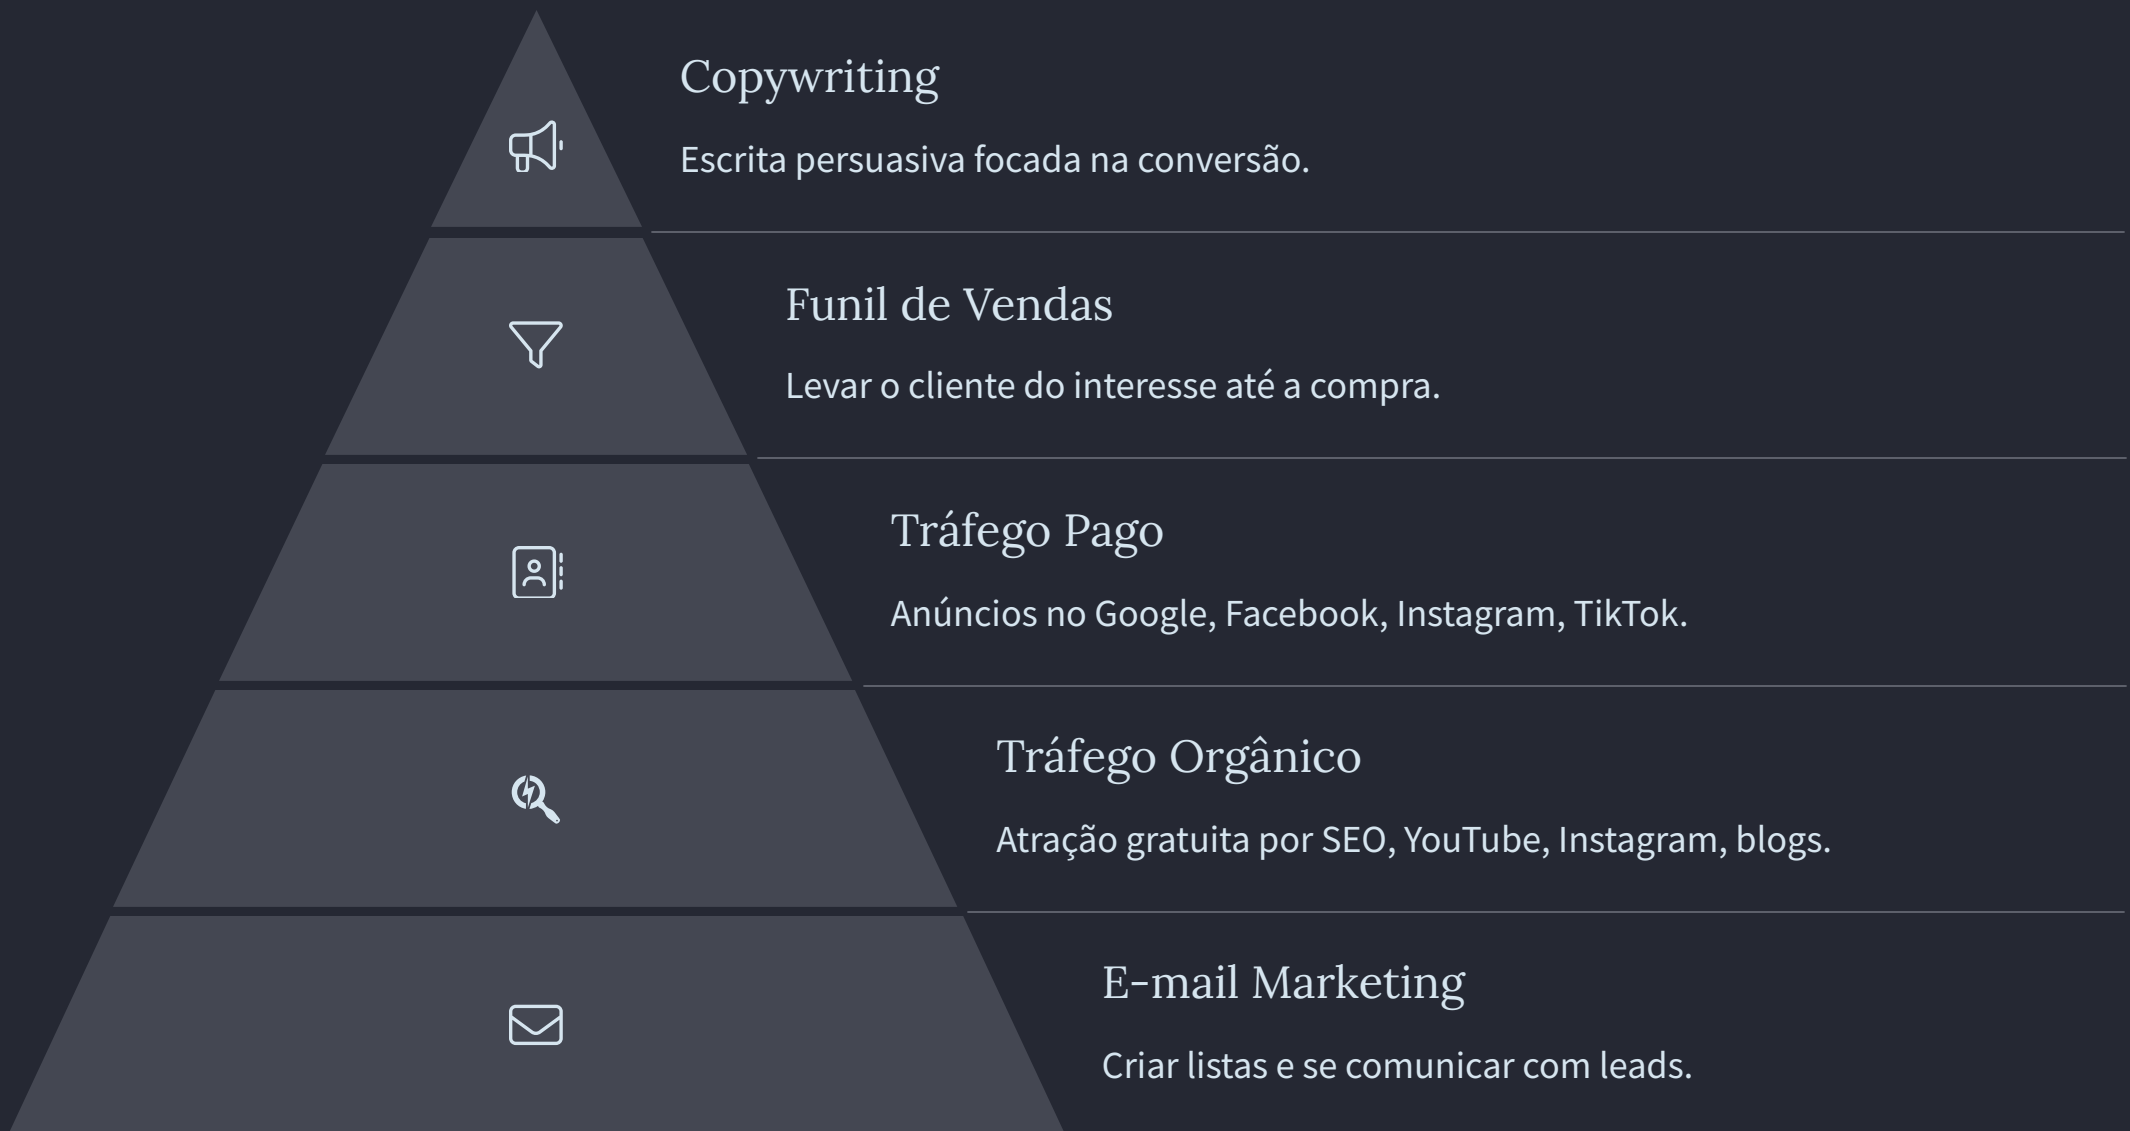 Copywriting
Escrita persuasiva focada na conversão.
Funil de Vendas
Levar o cliente do interesse até a compra.
Tráfego Pago
Anúncios no Google, Facebook, Instagram, TikTok.
Tráfego Orgânico
Atração gratuita por SEO, YouTube, Instagram, blogs.
E-mail Marketing
Criar listas e se comunicar com leads.